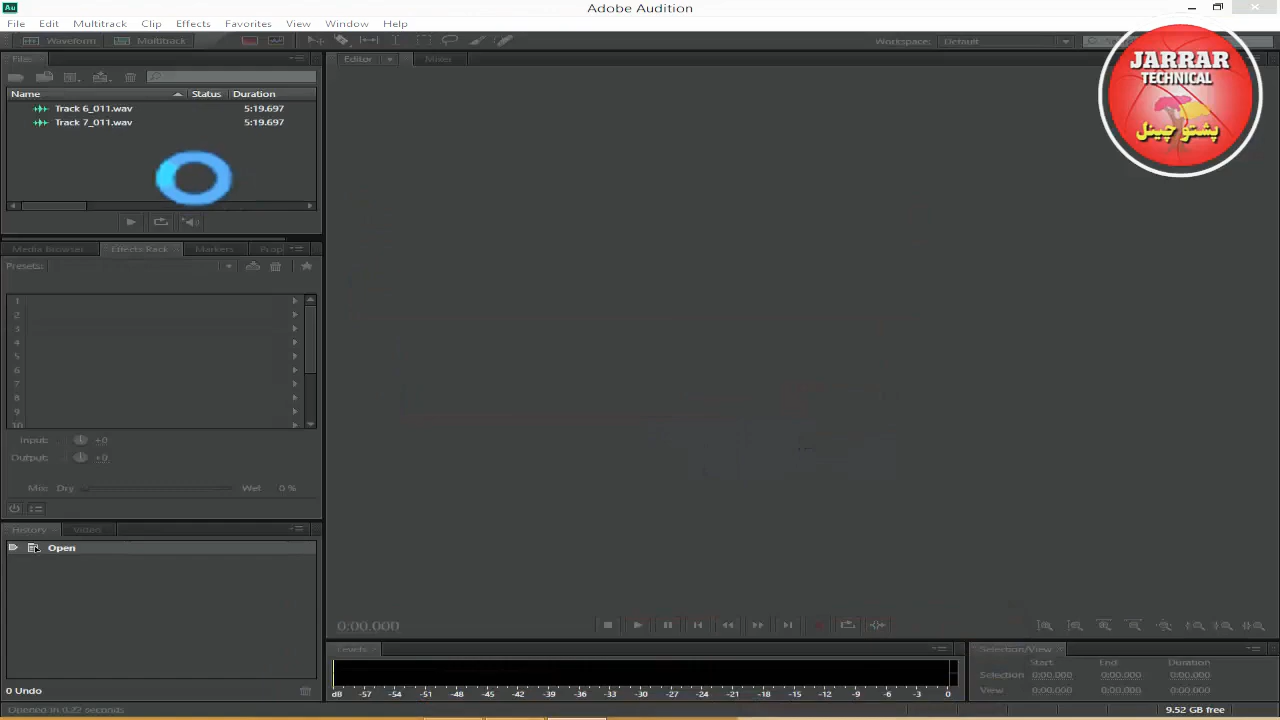 Au Adobe Audition
File Edit Multitrack Clip Effects Favorites View Window Help
Waveform Multitrack Workspace: Default
JARRAR
TECHNICAL
پشتو چینل
Files Editor Mixer
Name Status Duration
Track 6_011.wav 5:19.697
Track 7_011.wav 5:19.697
Media Browser Effects Rack Markers
Presets:
1
2
3
4
5
6
7
8
9
10
Input: +0
Output: +0
Mix: Dry Wet 0 %
History Video
Open
0:00.000
Levels Selection/View
Start End Duration
Selection 0:00.000 0:00.000 0:00.000
View 0:00.000 0:00.000 0:00.000
dB -57 -54 -51 -48 -45 -42 -39 -36 -33 -30 -27 -24 -21 -18 -15 -12 -9 -6 -3 0
0 Undo
Opened in 0.22 seconds 9.52 GB free